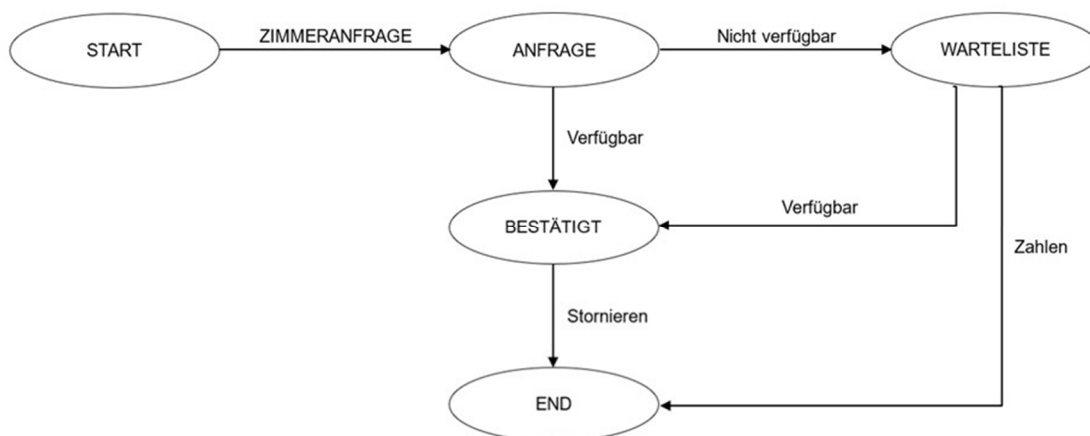 START
ZIMMERANFRAGE
ANFRAGE
Nicht verfügbar
WARTELISTE
Verfügbar
BESTÄTIGT
Verfügbar
Zahlen
Stornieren
END